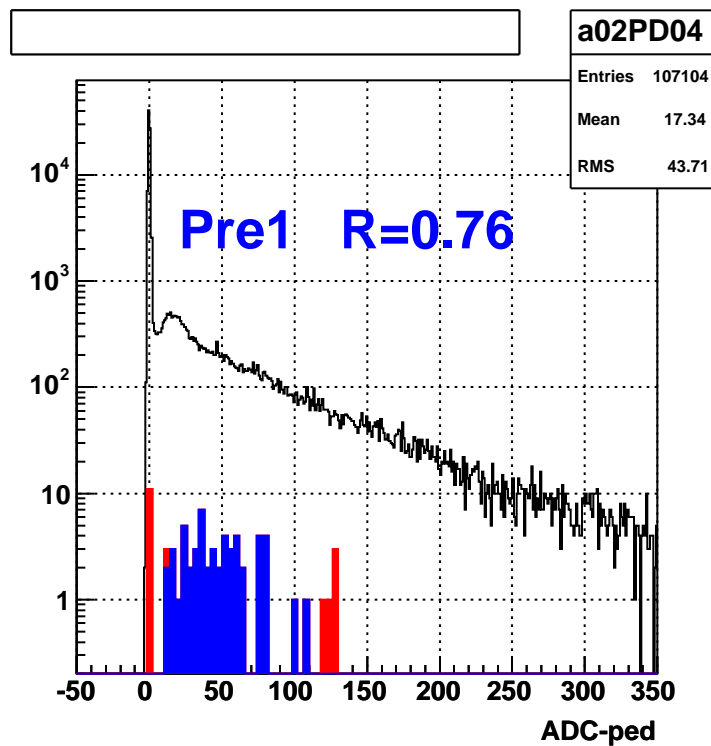 a02PD04
Entries 107104
Mean 17.34
RMS 43.71
Pre1 R=0.76
10^4
10^3
10^2
10
1
-50 0 50 100 150 200 250 300 350
ADC-ped